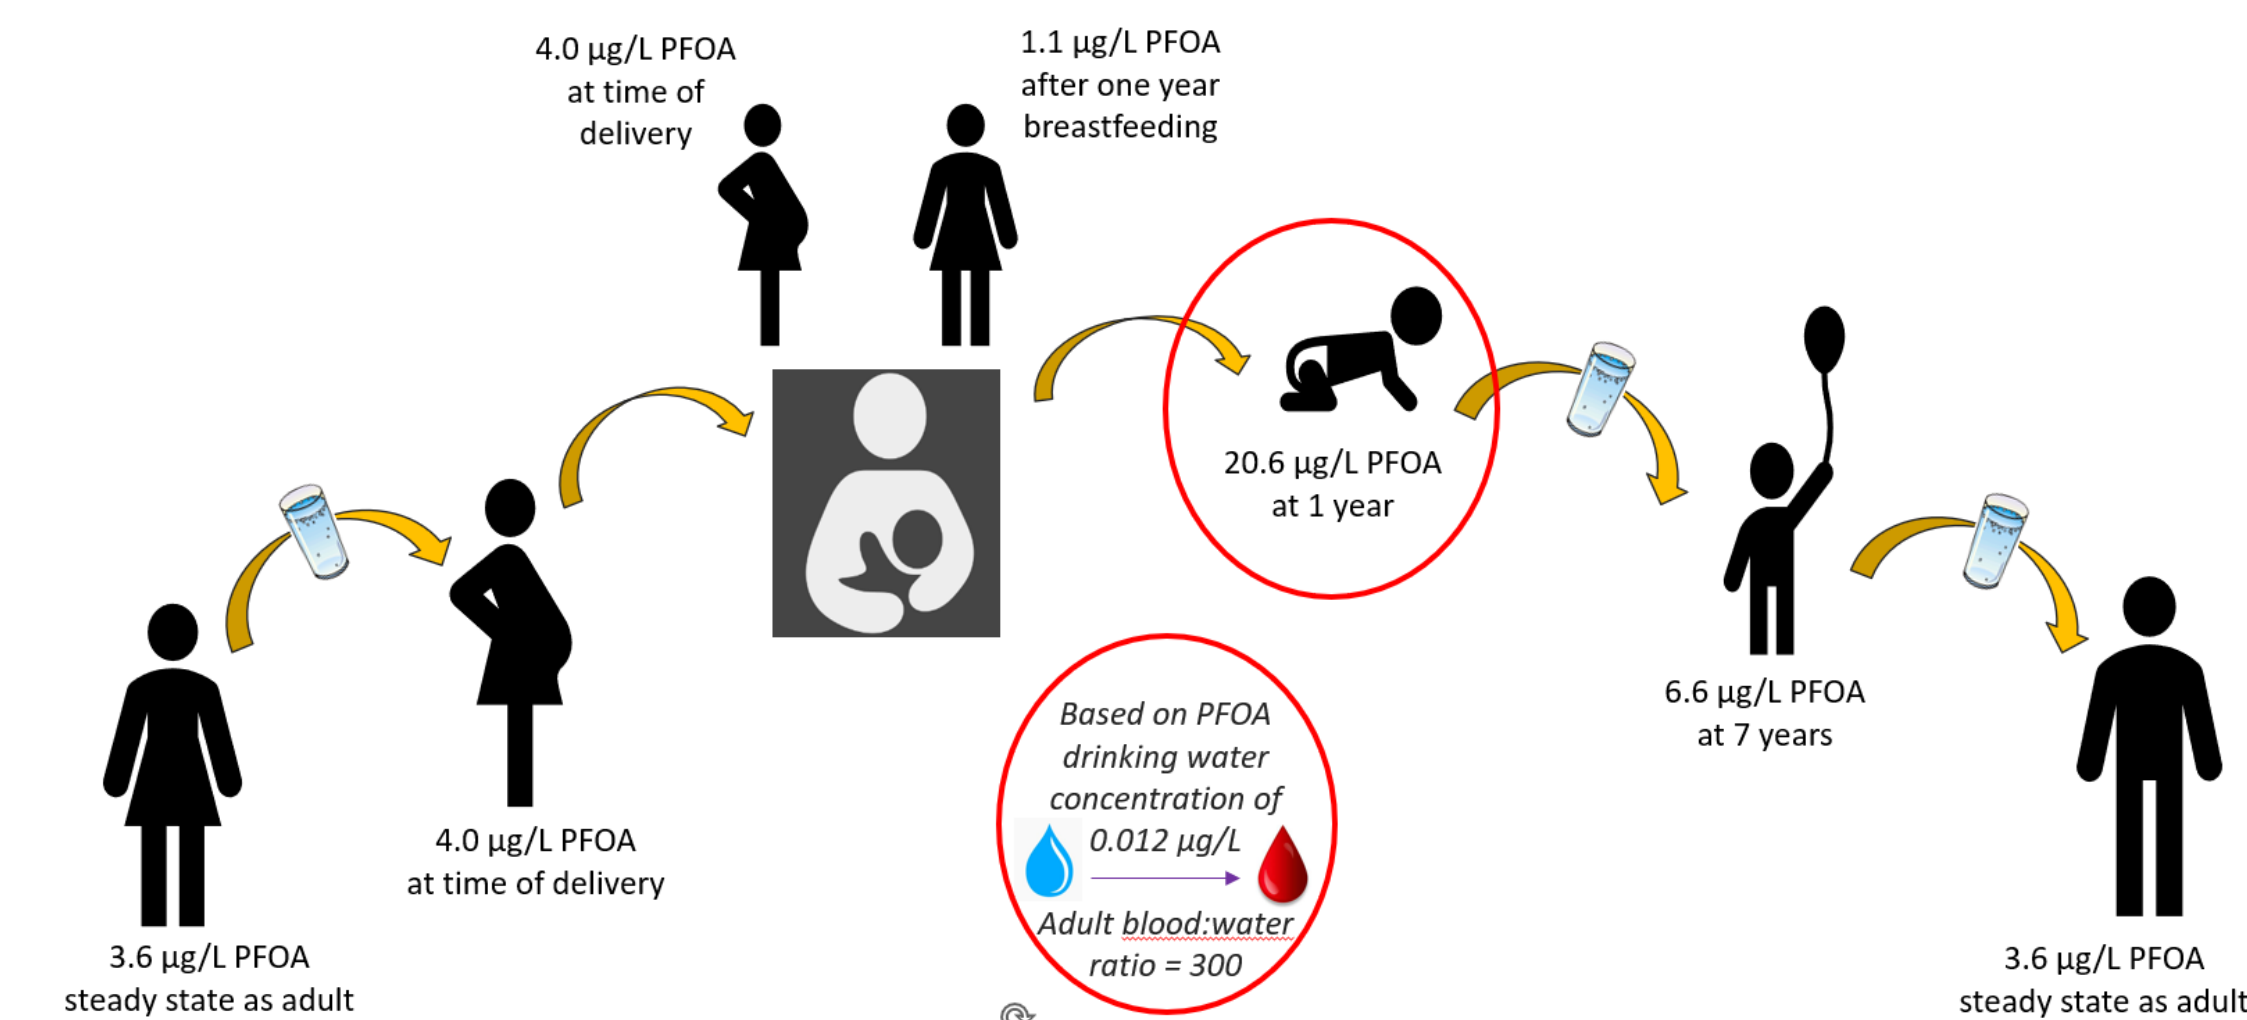 4.0 µg/L PFOA
at time of
delivery
1.1 µg/L PFOA
after one year
breastfeeding
20.6 µg/L PFOA
at 1 year
6.6 µg/L PFOA
at 7 years
4.0 µg/L PFOA
at time of delivery
3.6 µg/L PFOA
steady state as adult
Based on PFOA
drinking water
concentration of
0.012 µg/L
Adult blood:water
ratio = 300
3.6 µg/L PFOA
steady state as adult